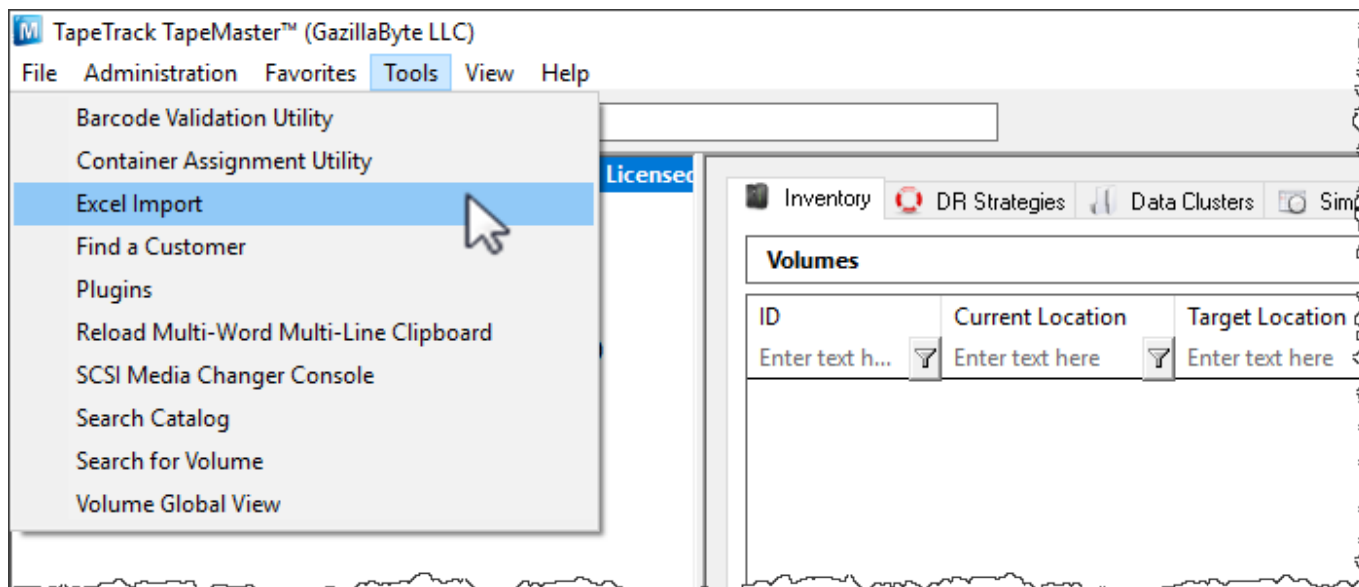 TapeTrack TapeMaster™ (GazillaByte LLC)
File Administration Favorites Tools View Help
Barcode Validation Utility
Container Assignment Utility
Excel Import
Find a Customer
Plugins
Reload Multi-Word Multi-Line Clipboard
SCSI Media Changer Console
Search Catalog
Search for Volume
Volume Global View
Licensed
Inventory DR Strategies Data Clusters
Volumes
ID Current Location Target Location
Enter text h... Enter text here Enter text here